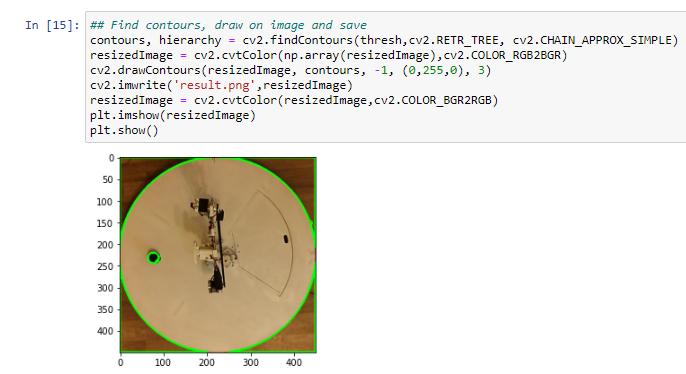 In [15]: ## Find contours, draw on image and save
contours, hierarchy = cv2.findContours(thresh,cv2.RETR_TREE, cv2.CHAIN_APPROX_SIMPLE)
resizedImage = cv2.cvtColor(np.array(resizedImage),cv2.COLOR_RGB2BGR)
cv2.drawContours(resizedImage, contours, -1, (0,255,0), 3)
cv2.imwrite('result.png',resizedImage)
resizedImage = cv2.cvtColor(resizedImage,cv2.COLOR_BGR2RGB)
plt.imshow(resizedImage)
plt.show()
0
50
100
150
200
250
300
350
400
0 100 200 300 400